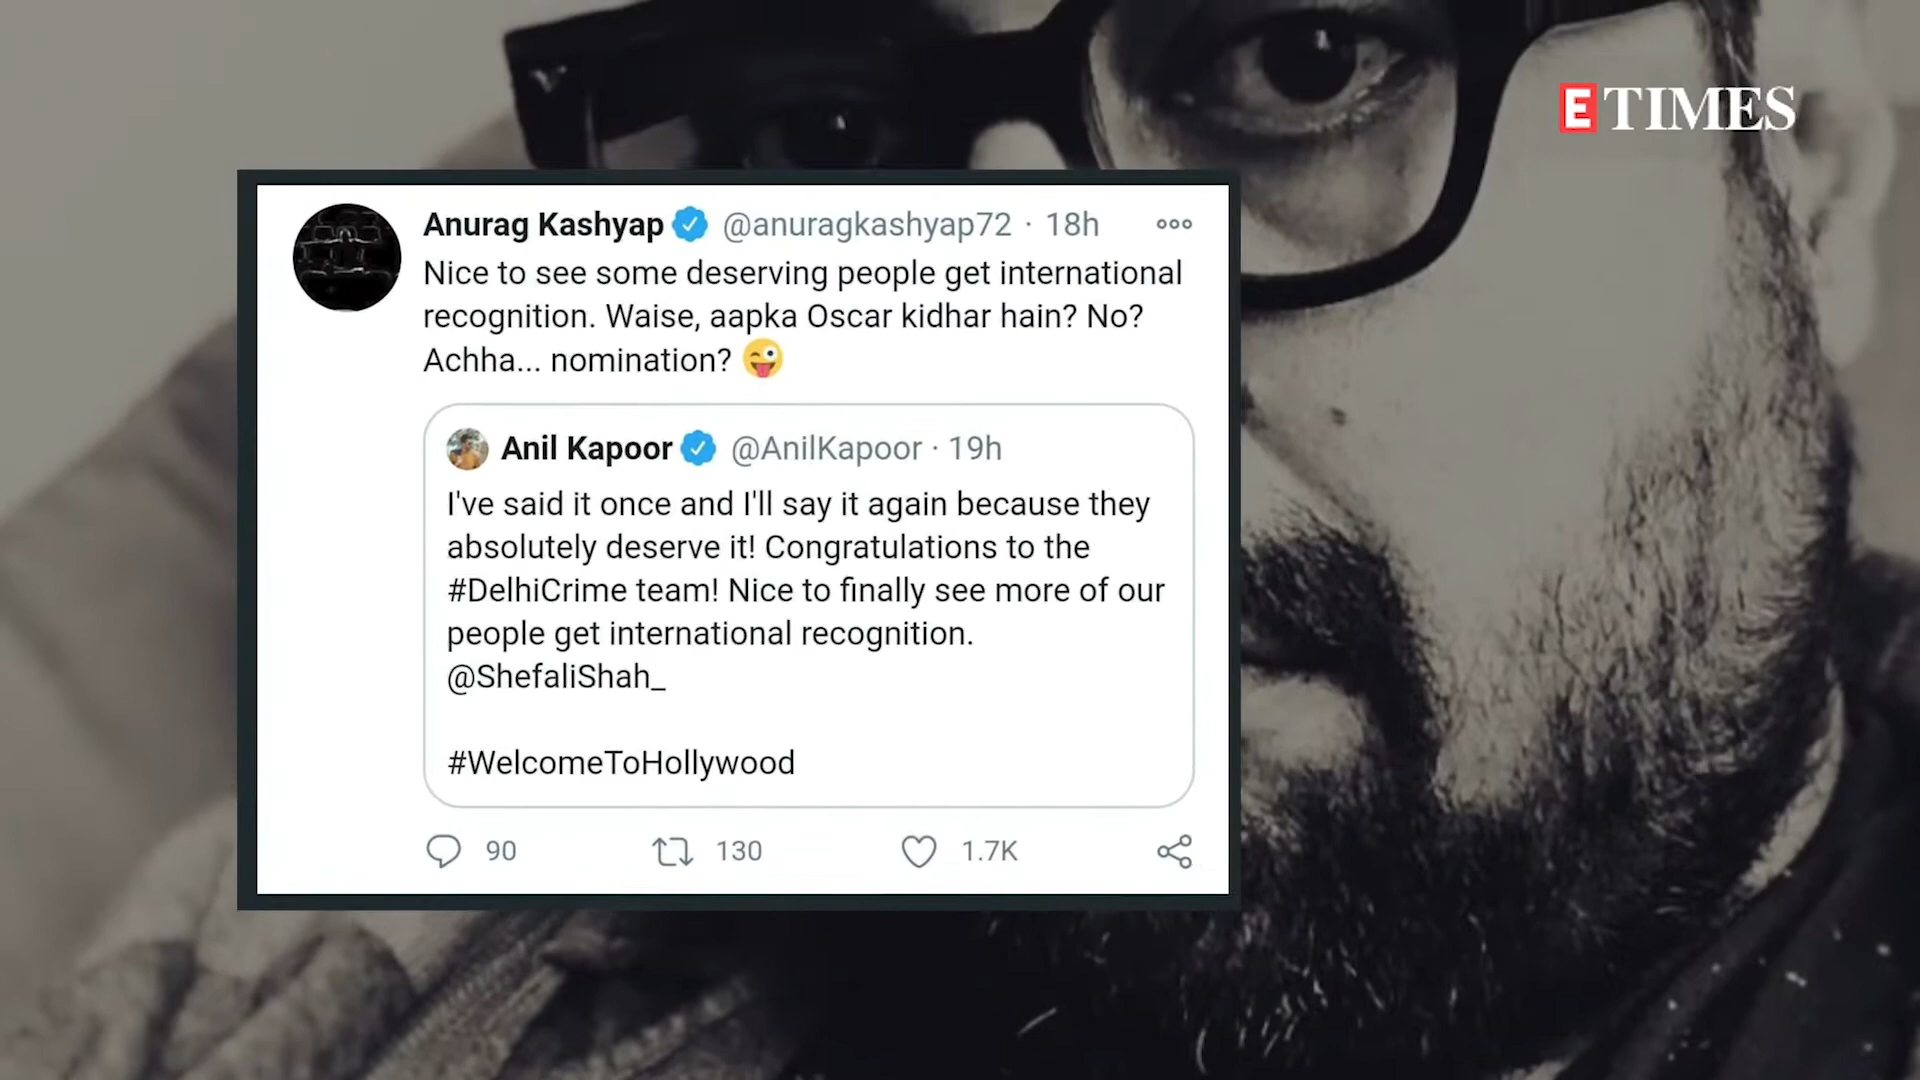 E TIMES
Anurag Kashyap @anuragkashyap72 · 18h
Nice to see some deserving people get international
recognition. Waise, aapka Oscar kidhar hain? No?
Achha... nomination? 😜
Anil Kapoor @AnilKapoor · 19h
I've said it once and I'll say it again because they
absolutely deserve it! Congratulations to the
#DelhiCrime team! Nice to finally see more of our
people get international recognition.
@ShefaliShah_
#WelcomeToHollywood
90 130 1.7K